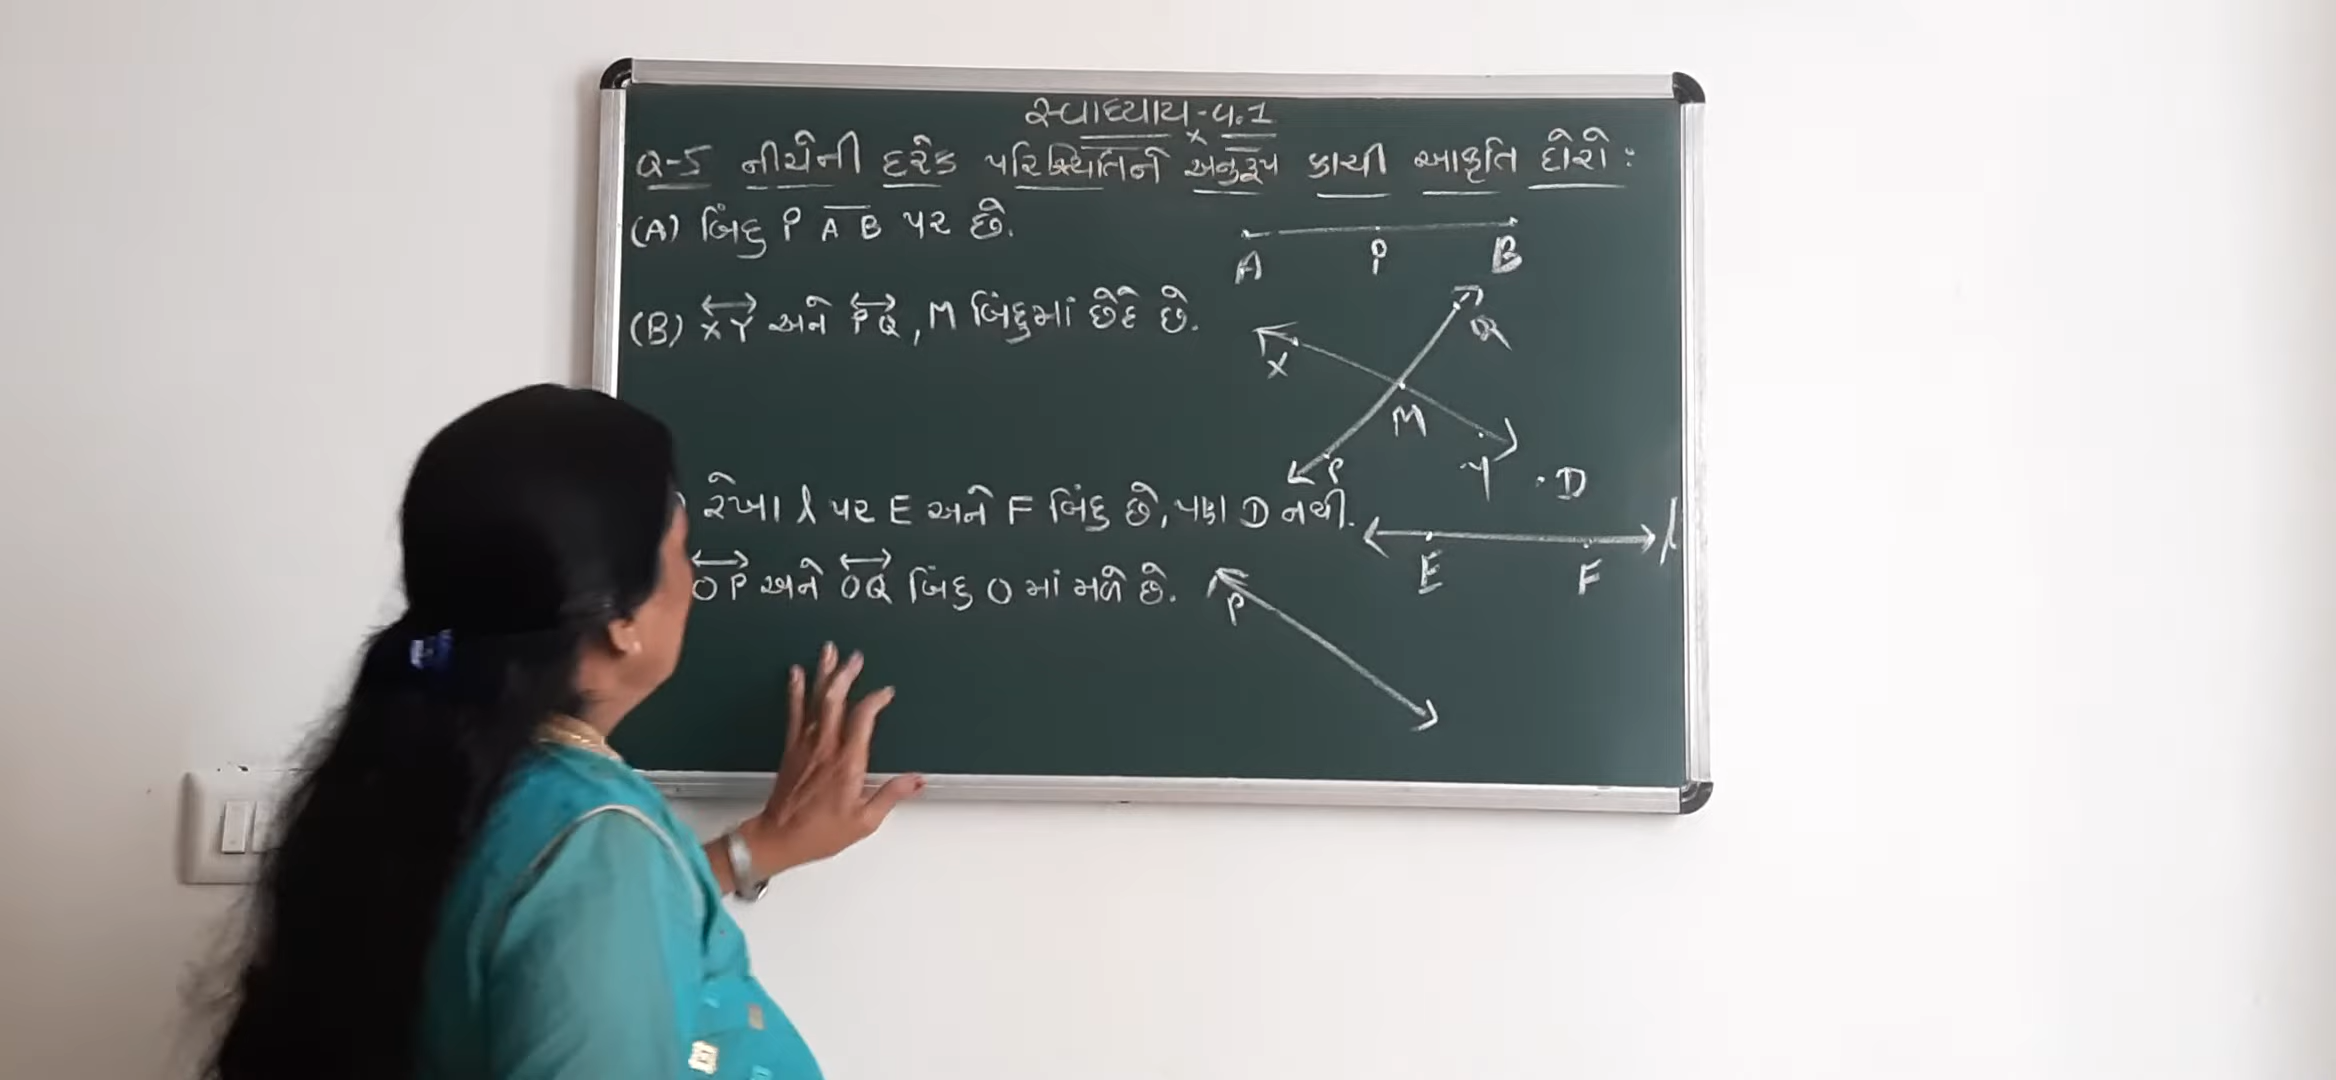 સ્વાધ્યાય-૫.1
Q-5 નીચેની દરેક પરિસ્થિતિને અનુરૂપ કાચી આકૃતિ દોરો:
(A) બિંદુ P AB પર છે.
A P B
(B) XY અને PQ, M બિંદુમાં છેદે છે.
Q
X
M
P Y
D
) રેખા l પર E અને F બિંદુ છે, પણ D નથી.
l
E F
OP અને OQ બિંદુ O માં મળે છે.
P